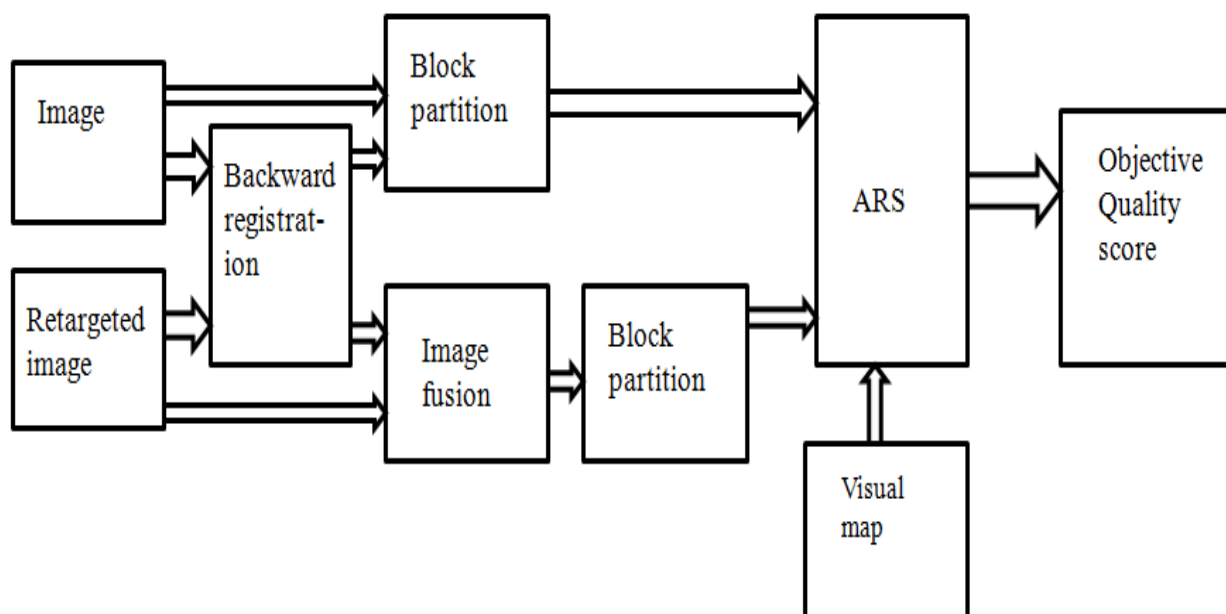 Image
Retargeted
image
Backward
registrat-
ion
Block
partition
Image
fusion
Block
partition
ARS
Visual
map
Objective
Quality
score